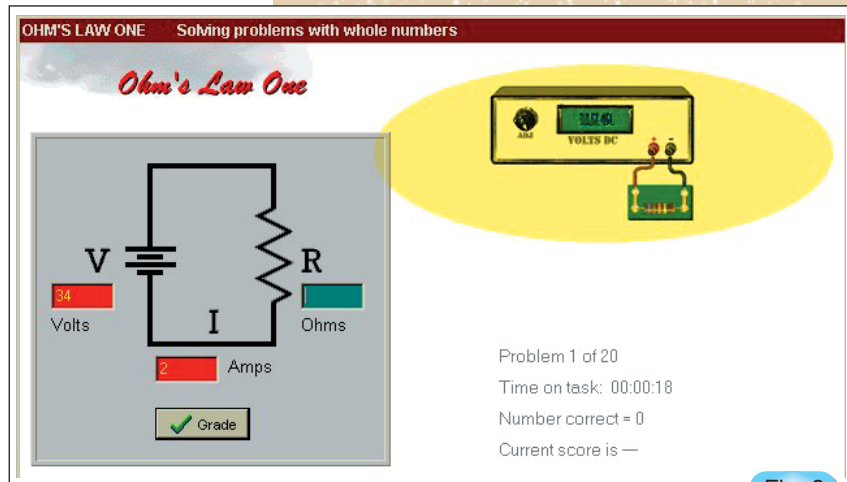 OHM'S LAW ONE Solving problems with whole numbers
Ohm's Law One
ADJ
VOLTS DC
+ -
V
R
34
Volts
I
Ohms
2
Amps
Grade
Problem 1 of 20
Time on task: 00:00:18
Number correct = 0
Current score is —